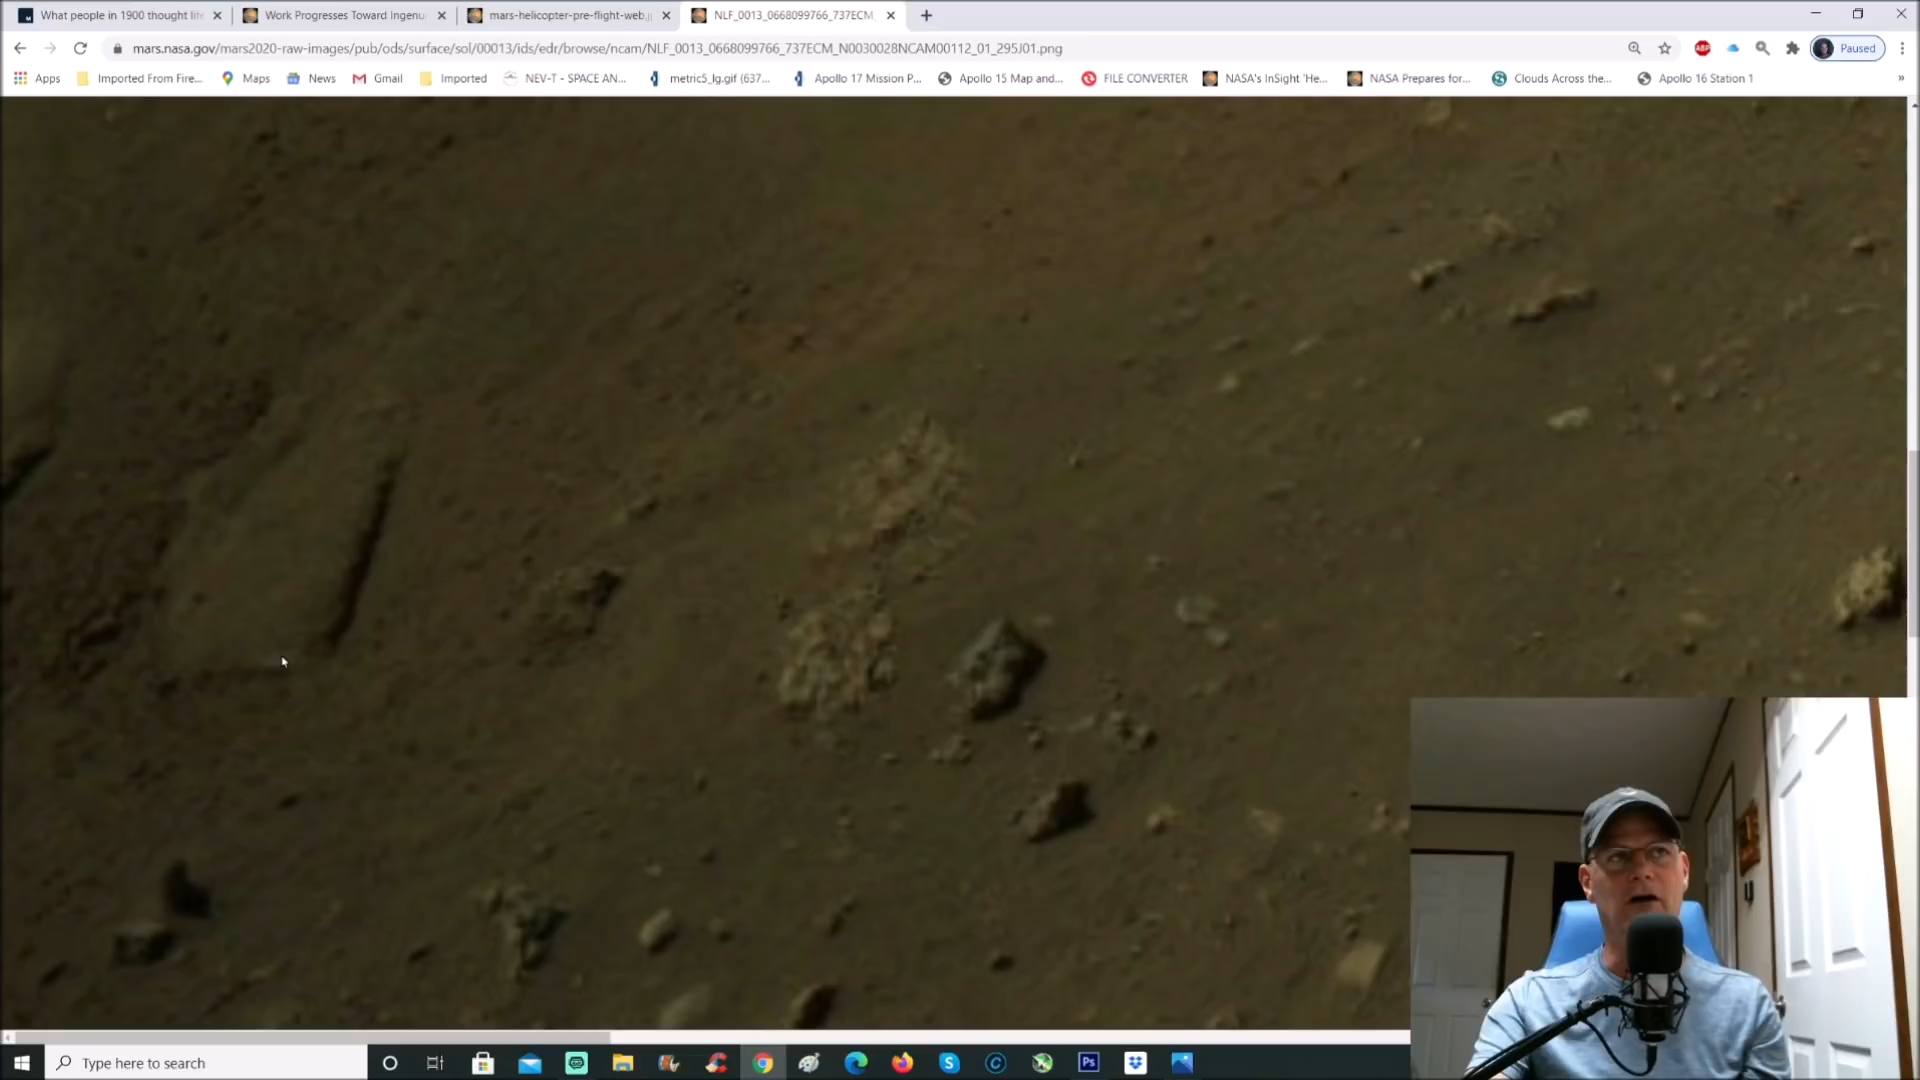 What people in 1900 thought life
Work Progresses Toward Ingenu
mars-helicopter-pre-flight-web.j
NLF_0013_0668099766_737ECM_
mars.nasa.gov/mars2020-raw-images/pub/ods/surface/sol/00013/ids/edr/browse/ncam/NLF_0013_0668099766_737ECM_N0030028NCAM00112_01_295J01.png
ABP
Paused
Apps
Imported From Fire...
Maps
News
Gmail
Imported
NEV-T - SPACE AN...
metric5_lg.gif (637...
Apollo 17 Mission P...
Apollo 15 Map and...
FILE CONVERTER
NASA's InSight 'He...
NASA Prepares for...
Clouds Across the...
Apollo 16 Station 1
»
Type here to search
Ps